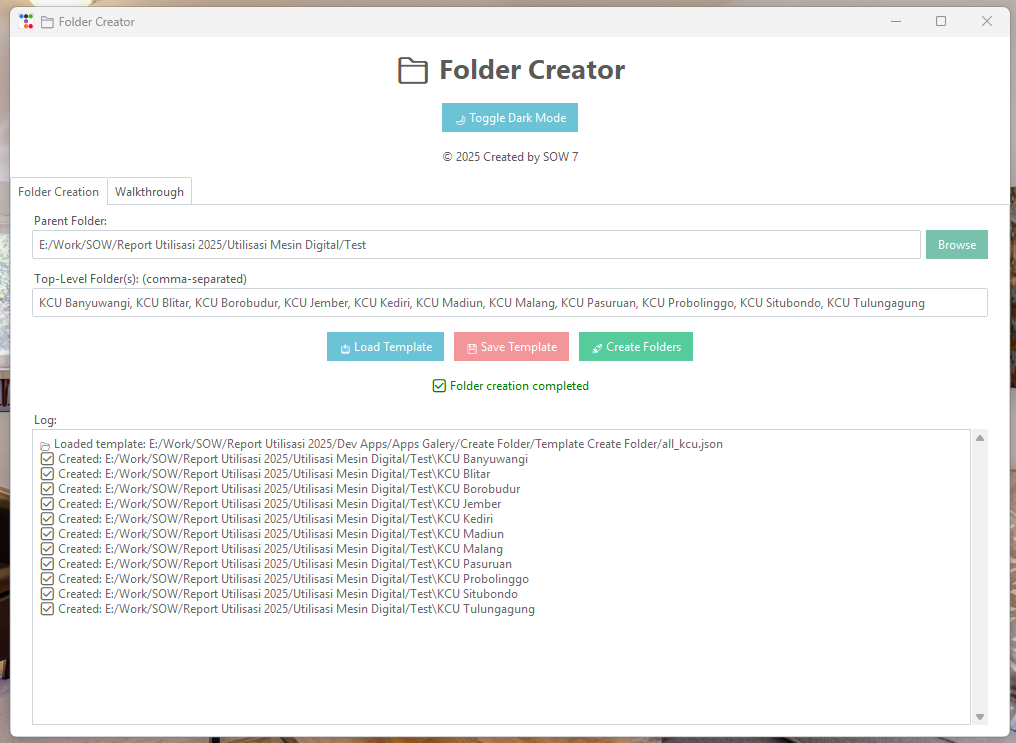 Folder Creator
Folder Creator
Toggle Dark Mode
© 2025 Created by SOW 7
Folder Creation Walkthrough
Parent Folder:
E:/Work/SOW/Report Utilisasi 2025/Utilisasi Mesin Digital/Test Browse
Top-Level Folder(s): (comma-separated)
KCU Banyuwangi, KCU Blitar, KCU Borobudur, KCU Jember, KCU Kediri, KCU Madiun, KCU Malang, KCU Pasuruan, KCU Probolinggo, KCU Situbondo, KCU Tulungagung
Load Template Save Template Create Folders
Folder creation completed
Log:
Loaded template: E:/Work/SOW/Report Utilisasi 2025/Dev Apps/Apps Galery/Create Folder/Template Create Folder/all_kcu.json
Created: E:/Work/SOW/Report Utilisasi 2025/Utilisasi Mesin Digital/Test\KCU Banyuwangi
Created: E:/Work/SOW/Report Utilisasi 2025/Utilisasi Mesin Digital/Test\KCU Blitar
Created: E:/Work/SOW/Report Utilisasi 2025/Utilisasi Mesin Digital/Test\KCU Borobudur
Created: E:/Work/SOW/Report Utilisasi 2025/Utilisasi Mesin Digital/Test\KCU Jember
Created: E:/Work/SOW/Report Utilisasi 2025/Utilisasi Mesin Digital/Test\KCU Kediri
Created: E:/Work/SOW/Report Utilisasi 2025/Utilisasi Mesin Digital/Test\KCU Madiun
Created: E:/Work/SOW/Report Utilisasi 2025/Utilisasi Mesin Digital/Test\KCU Malang
Created: E:/Work/SOW/Report Utilisasi 2025/Utilisasi Mesin Digital/Test\KCU Pasuruan
Created: E:/Work/SOW/Report Utilisasi 2025/Utilisasi Mesin Digital/Test\KCU Probolinggo
Created: E:/Work/SOW/Report Utilisasi 2025/Utilisasi Mesin Digital/Test\KCU Situbondo
Created: E:/Work/SOW/Report Utilisasi 2025/Utilisasi Mesin Digital/Test\KCU Tulungagung